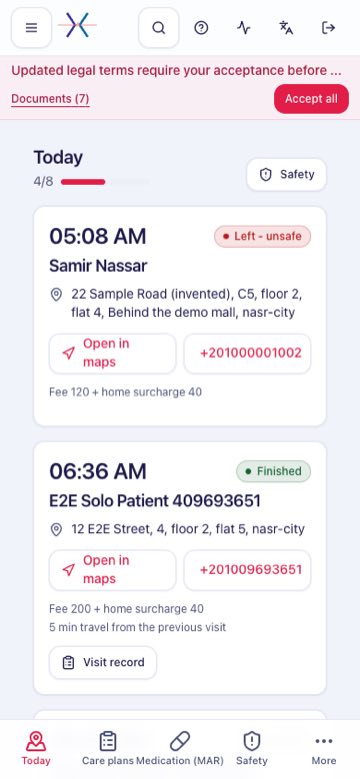 Updated legal terms require your acceptance before ...
Documents (7)
Accept all
Today
4/8
Safety
05:08 AM
Left - unsafe
Samir Nassar
22 Sample Road (invented), C5, floor 2,
flat 4, Behind the demo mall, nasr-city
Open in
maps
+201000001002
Fee 120 + home surcharge 40
06:36 AM
Finished
E2E Solo Patient 409693651
12 E2E Street, 4, floor 2, flat 5, nasr-city
Open in
maps
+201009693651
Fee 200 + home surcharge 40
5 min travel from the previous visit
Visit record
Today
Care plans
Medication (MAR)
Safety
More